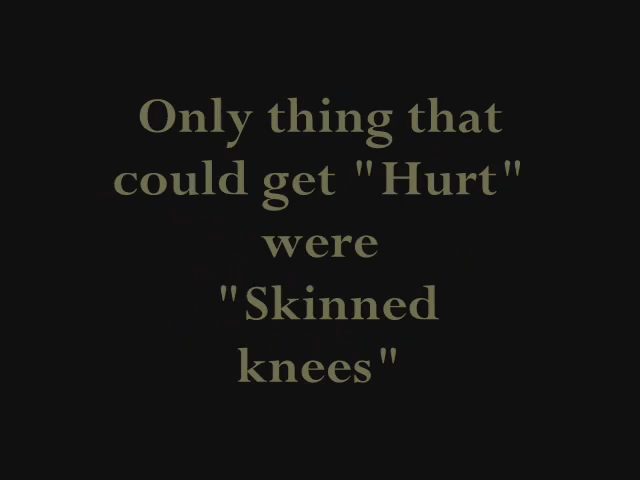 Only thing that
could get "Hurt"
were
"Skinned
knees"